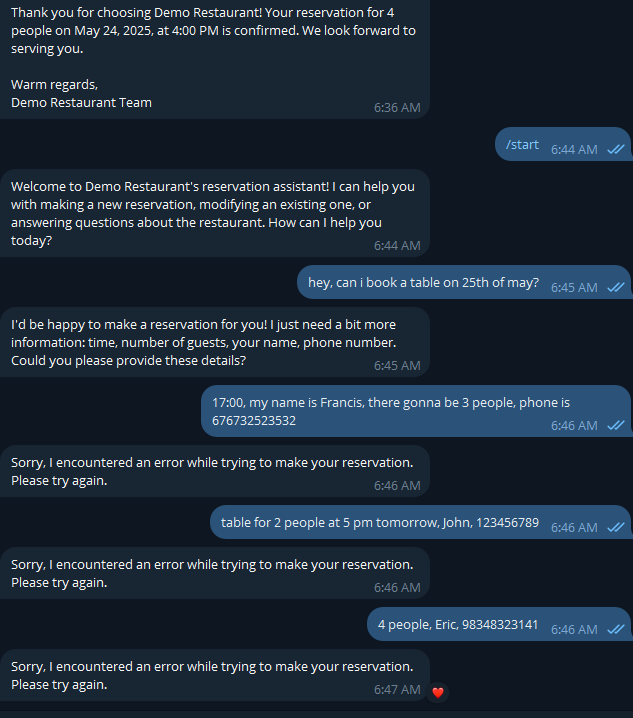 Thank you for choosing Demo Restaurant! Your reservation for 4
people on May 24, 2025, at 4:00 PM is confirmed. We look forward to
serving you.
Warm regards,
Demo Restaurant Team
6:36 AM
/start
6:44 AM
Welcome to Demo Restaurant's reservation assistant! I can help you
with making a new reservation, modifying an existing one, or
answering questions about the restaurant. How can I help you
today?
6:44 AM
hey, can i book a table on 25th of may?
6:45 AM
I'd be happy to make a reservation for you! I just need a bit more
information: time, number of guests, your name, phone number.
Could you please provide these details?
6:45 AM
17:00, my name is Francis, there gonna be 3 people, phone is
676732523532
6:46 AM
Sorry, I encountered an error while trying to make your reservation.
Please try again.
6:46 AM
table for 2 people at 5 pm tomorrow, John, 123456789
6:46 AM
Sorry, I encountered an error while trying to make your reservation.
Please try again.
6:46 AM
4 people, Eric, 98348323141
6:46 AM
Sorry, I encountered an error while trying to make your reservation.
Please try again.
6:47 AM